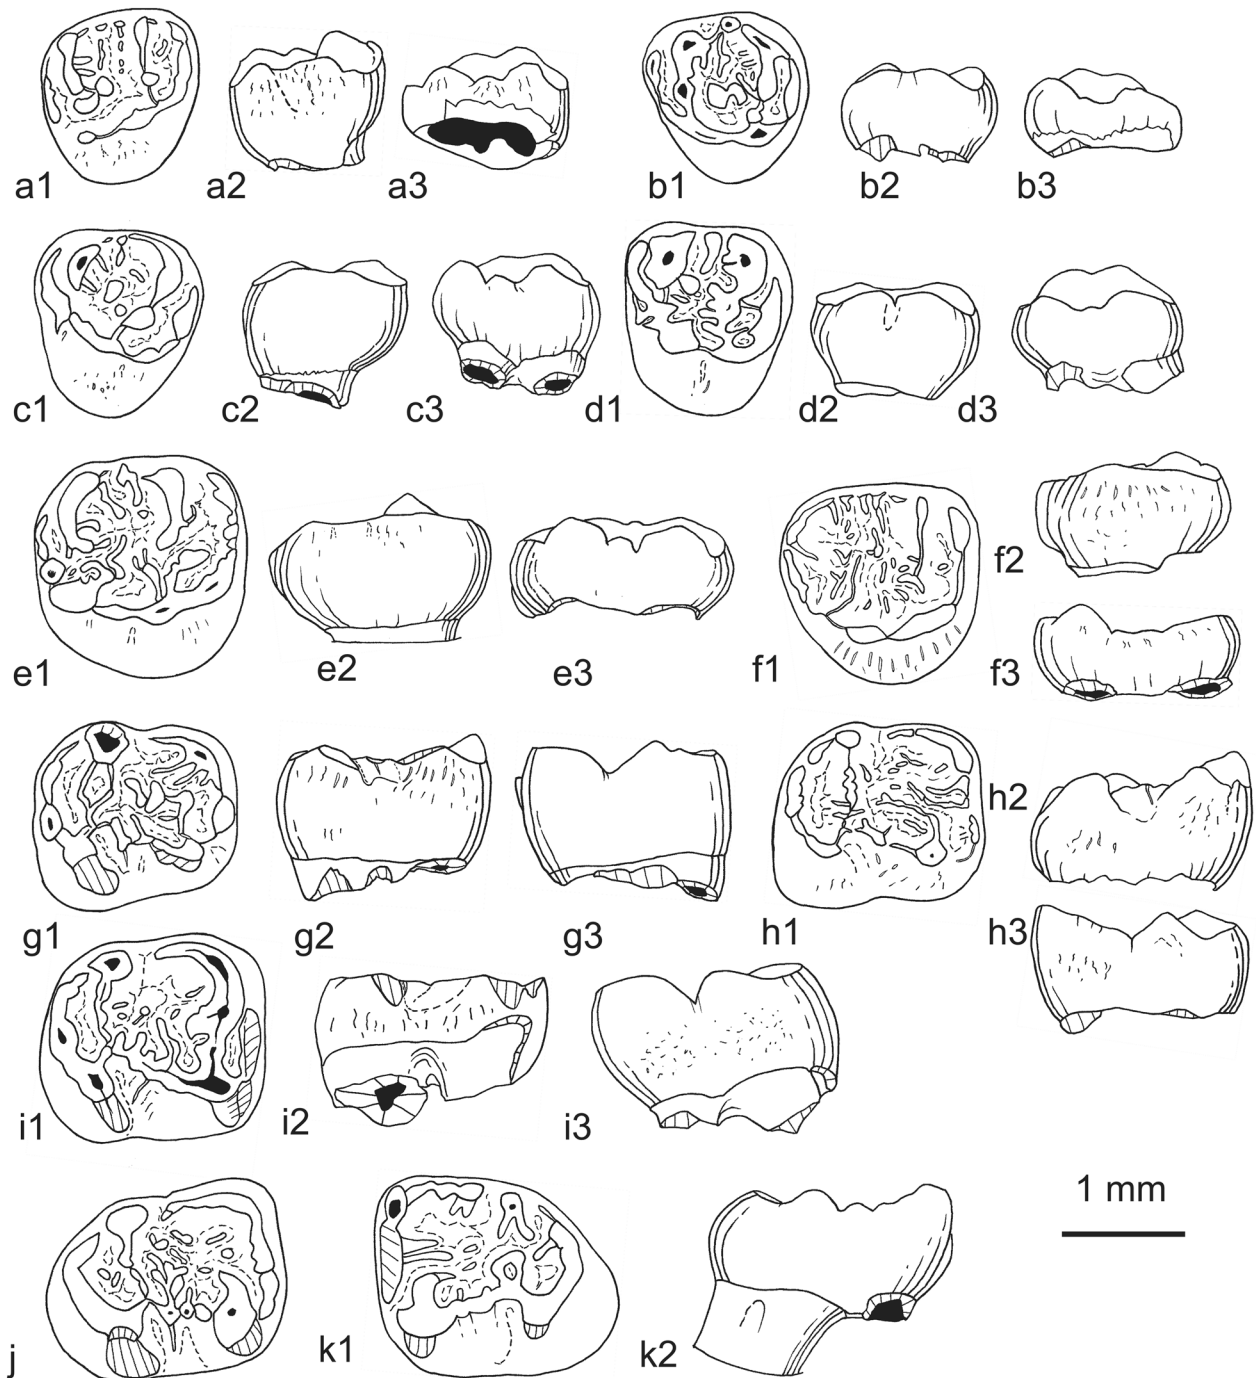 a1 a2 a3 b1 b2 b3
c1 c2 c3 d1 d2 d3
e1 e2 e3 f1 f2
f3
g1 g2 g3 h1 h2
h3
i1 i2 i3
1 mm
j k1 k2